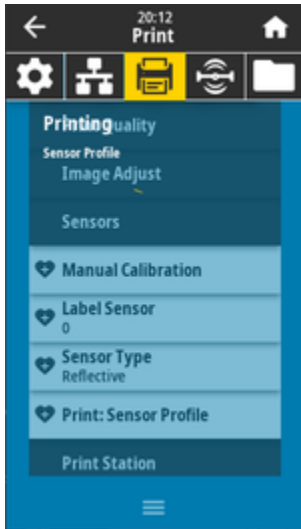 20:12
Print
Printing
Sensor Profile
Image Adjust
Sensors
Manual Calibration
Label Sensor
0
Sensor Type
Reflective
Print: Sensor Profile
Print Station